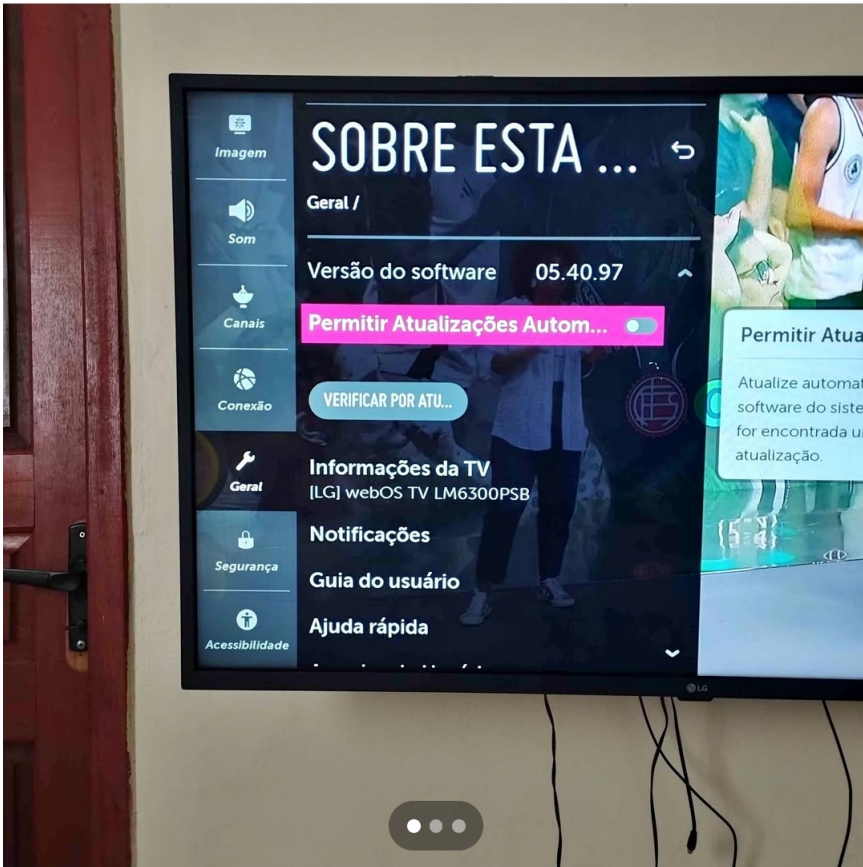 SOBRE ESTA ...
Geral /
Imagem
Som
Canais
Conexão
Geral
Segurança
Acessibilidade
Versão do software 05.40.97
Permitir Atualizações Autom...
VERIFICAR POR ATU...
Informações da TV
[LG] webOS TV LM6300PSB
Notificações
Guia do usuário
Ajuda rápida
Permitir Atua
Atualize automat
software do siste
for encontrada u
atualização.
LG